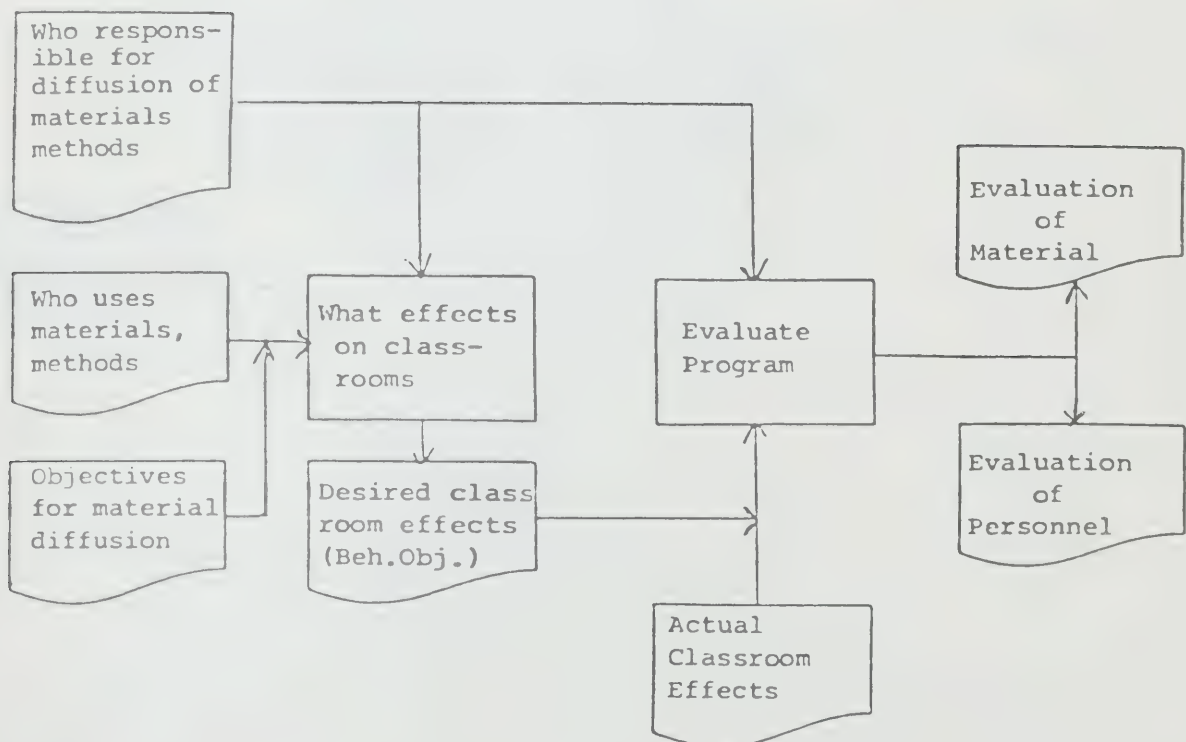 Who respons-
ible for
diffusion of
materials
methods
Who uses
materials,
methods
Objectives
for material
diffusion
What effects
on class-
rooms
Desired class
room effects
(Beh.Obj.)
Evaluate
Program
Actual
Classroom
Effects
Evaluation
of
Material
Evaluation
of
Personnel